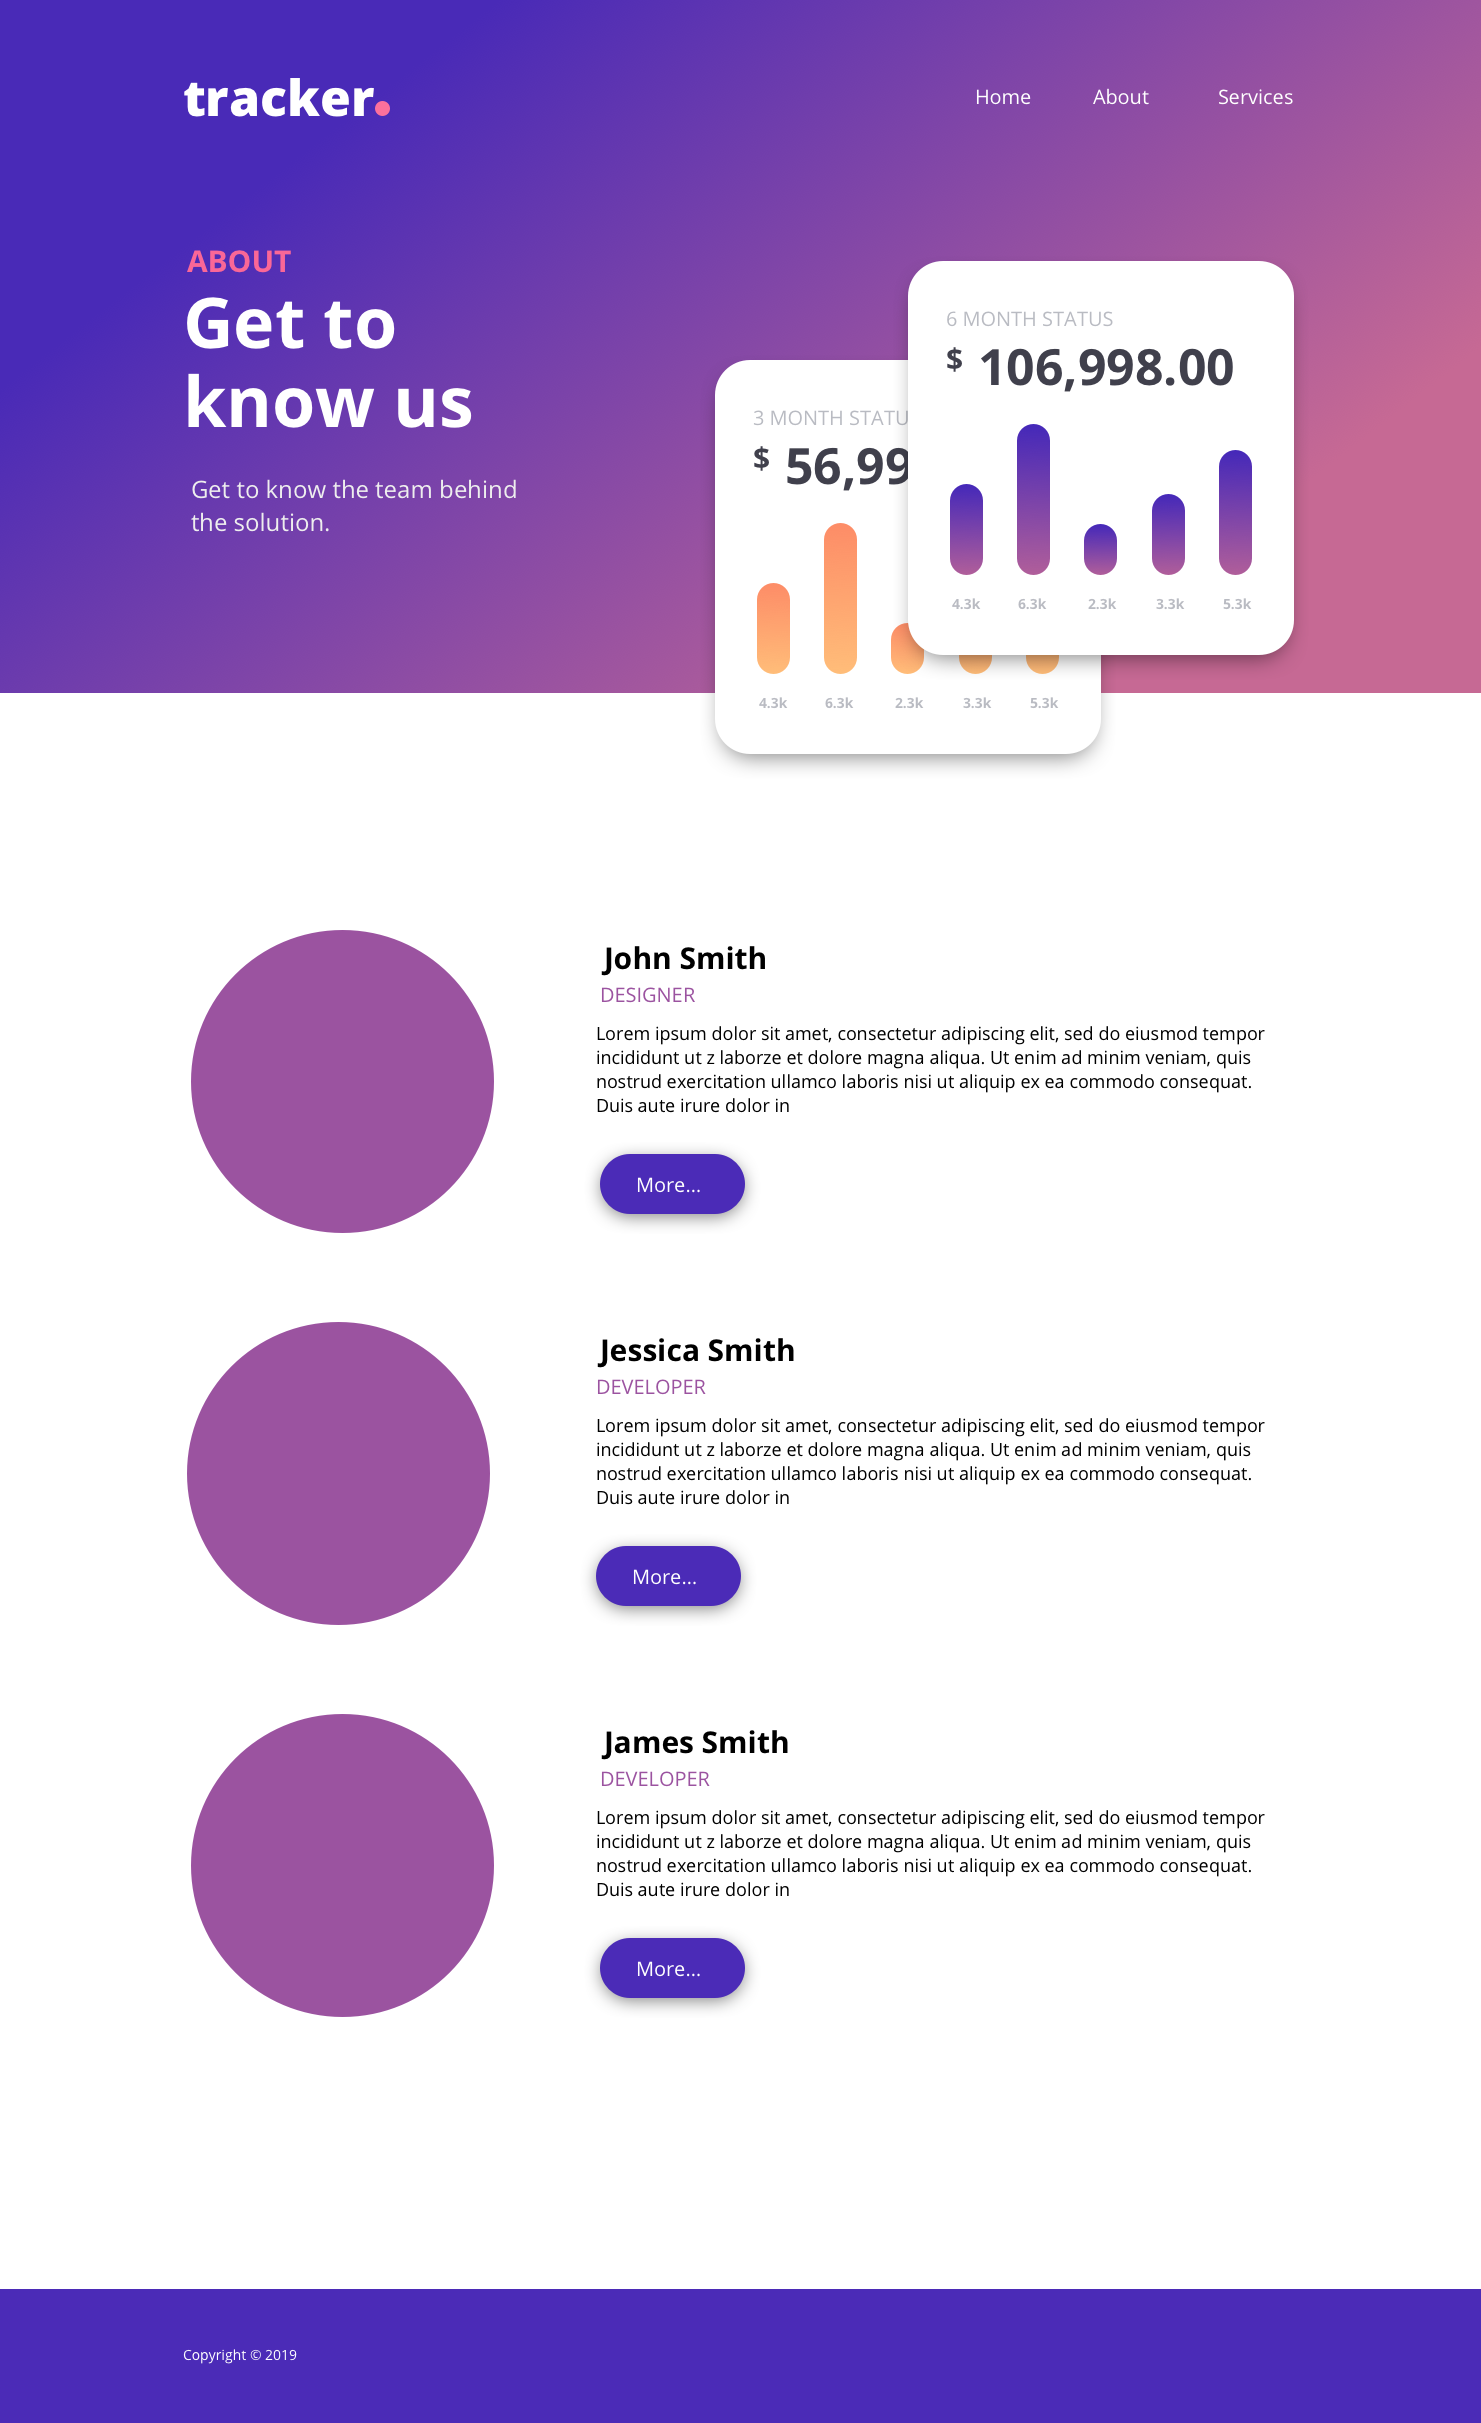 tracker.
Home
About
Services
ABOUT
Get to
know us
Get to know the team behind
the solution.
6 MONTH STATUS
$ 106,998.00
4.3k
6.3k
2.3k
3.3k
5.3k
3 MONTH STATU
$ 56,99
4.3k
6.3k
2.3k
3.3k
5.3k
John Smith
DESIGNER
Lorem ipsum dolor sit amet, consectetur adipiscing elit, sed do eiusmod tempor
incididunt ut z laborze et dolore magna aliqua. Ut enim ad minim veniam, quis
nostrud exercitation ullamco laboris nisi ut aliquip ex ea commodo consequat.
Duis aute irure dolor in
More...
Jessica Smith
DEVELOPER
Lorem ipsum dolor sit amet, consectetur adipiscing elit, sed do eiusmod tempor
incididunt ut z laborze et dolore magna aliqua. Ut enim ad minim veniam, quis
nostrud exercitation ullamco laboris nisi ut aliquip ex ea commodo consequat.
Duis aute irure dolor in
More...
James Smith
DEVELOPER
Lorem ipsum dolor sit amet, consectetur adipiscing elit, sed do eiusmod tempor
incididunt ut z laborze et dolore magna aliqua. Ut enim ad minim veniam, quis
nostrud exercitation ullamco laboris nisi ut aliquip ex ea commodo consequat.
Duis aute irure dolor in
More...
Copyright © 2019